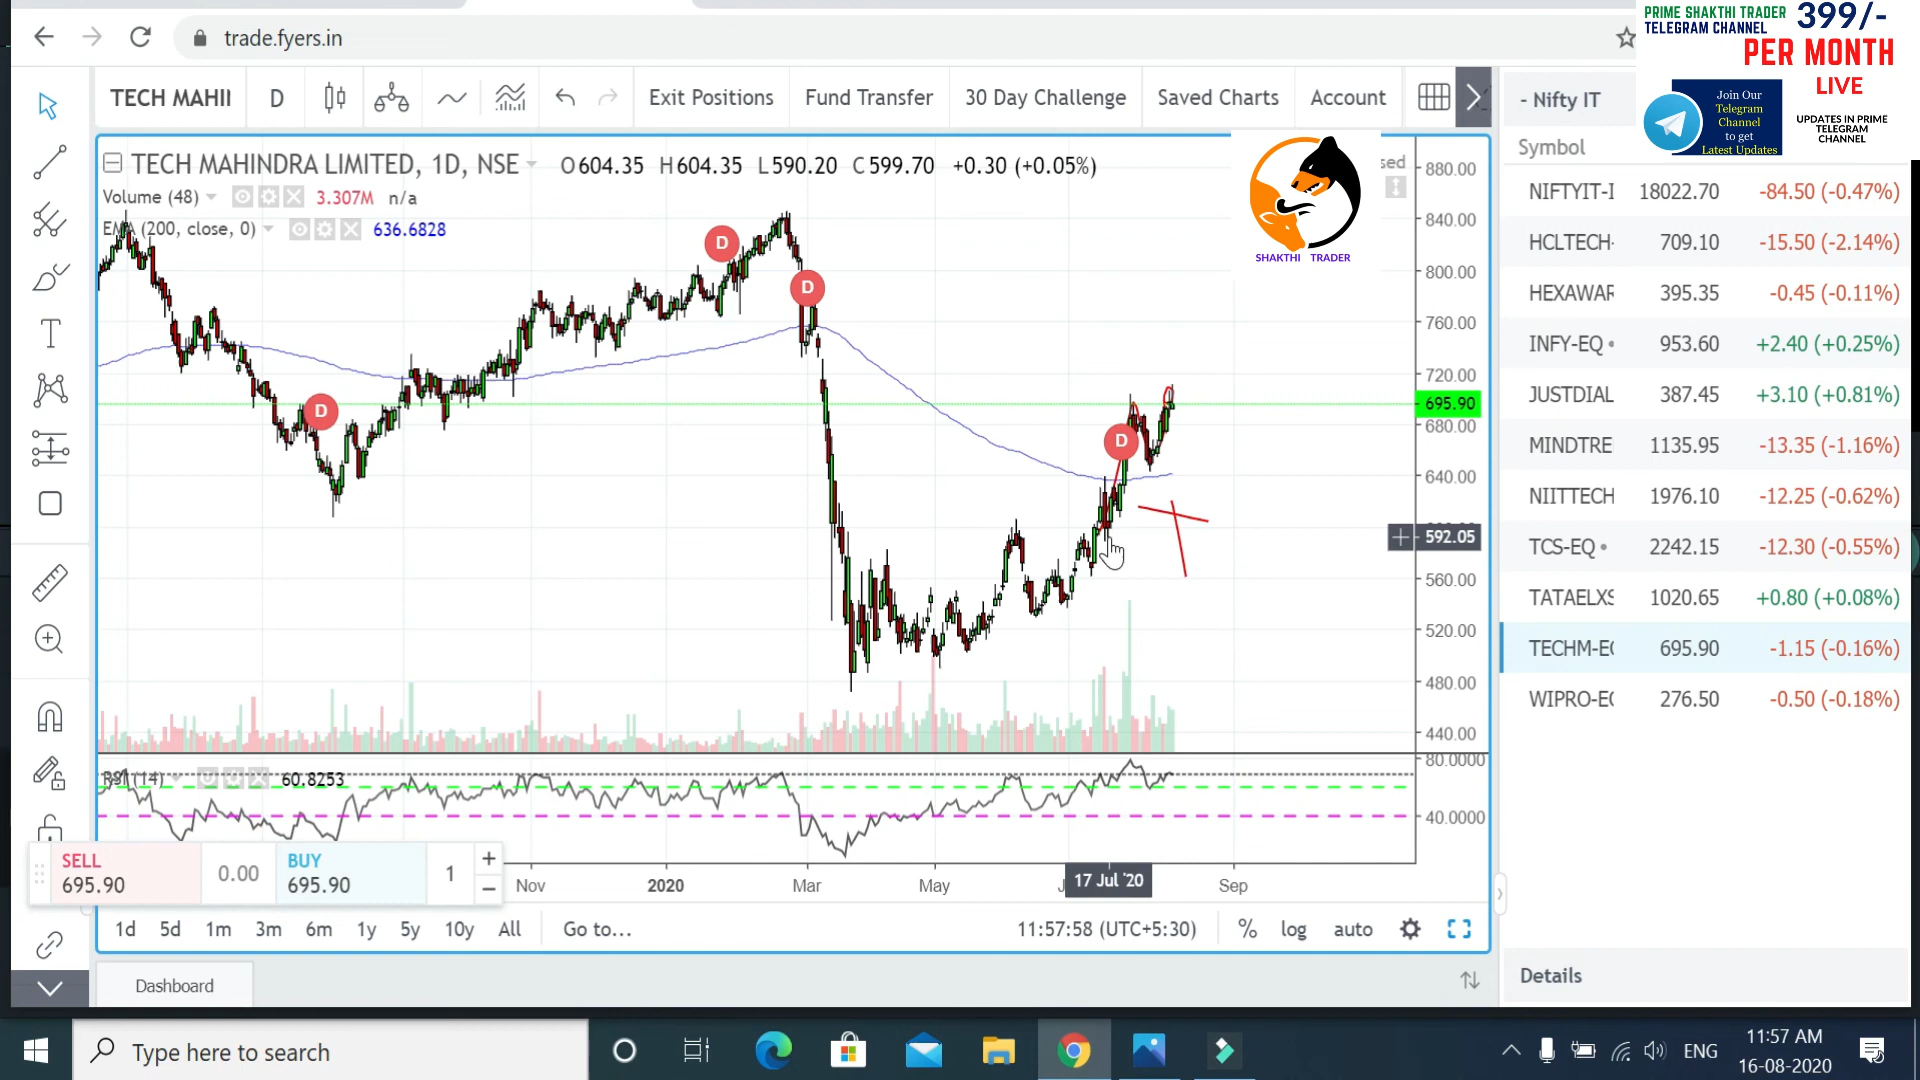 PRIME SHAKTHI TRADER
TELEGRAM CHANNEL
399/-
PER MONTH
LIVE
UPDATES IN PRIME
TELEGRAM
CHANNEL
Join Our
Telegram
Channel
to get
Latest Updates
trade.fyers.in
TECH MAHII
D
Exit Positions
Fund Transfer
30 Day Challenge
Saved Charts
Account
- Nifty IT
TECH MAHINDRA LIMITED, 1D, NSE
O604.35 H604.35 L590.20 C599.70 +0.30 (+0.05%)
Volume (48) 3.307M n/a
EMA (200, close, 0) 636.6828
SHAKTHI TRADER
sed
D
D
D
D
880.00
840.00
800.00
760.00
720.00
695.90
680.00
640.00
592.05
560.00
520.00
480.00
440.00
RSI (14) 60.8253
80.0000
40.0000
SELL
695.90
0.00
BUY
695.90
1
Nov
2020
Mar
May
17 Jul '20
Sep
1d 5d 1m 3m 6m 1y 5y 10y All
Go to...
11:57:58 (UTC+5:30)
% log auto
Dashboard
Symbol
NIFTYIT-I 18022.70 -84.50 (-0.47%)
HCLTECH- 709.10 -15.50 (-2.14%)
HEXAWAR 395.35 -0.45 (-0.11%)
INFY-EQ 953.60 +2.40 (+0.25%)
JUSTDIAL 387.45 +3.10 (+0.81%)
MINDTRE 1135.95 -13.35 (-1.16%)
NIITTECH 1976.10 -12.25 (-0.62%)
TCS-EQ 2242.15 -12.30 (-0.55%)
TATAELXS 1020.65 +0.80 (+0.08%)
TECHM-EQ 695.90 -1.15 (-0.16%)
WIPRO-EQ 276.50 -0.50 (-0.18%)
Details
Type here to search
ENG
11:57 AM
16-08-2020